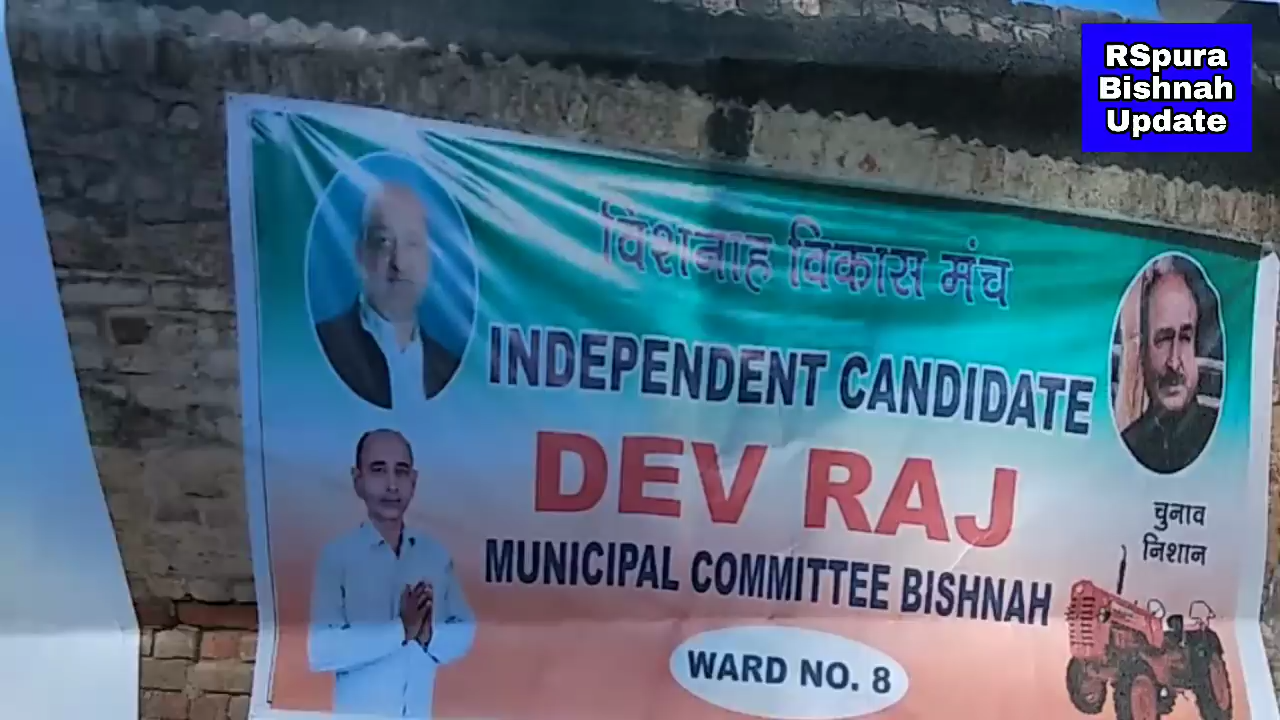 RSpura
Bishnah
Update
विशनाह विकास मंच
INDEPENDENT CANDIDATE
DEV RAJ
MUNICIPAL COMMITTEE BISHNAH
WARD NO. 8
चुनाव
निशान